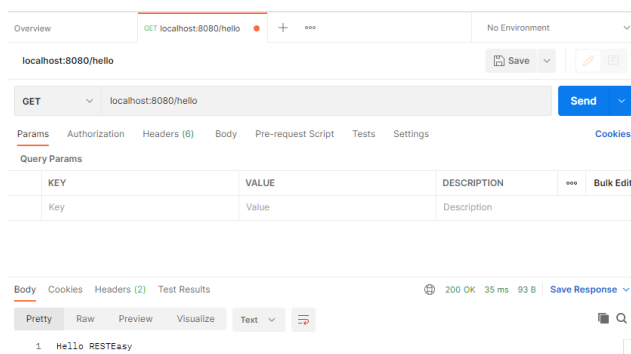 Overview GET localhost:8080/hello No Environment
localhost:8080/hello Save
GET localhost:8080/hello Send
Params Authorization Headers (6) Body Pre-request Script Tests Settings Cookies
Query Params
KEY VALUE DESCRIPTION Bulk Edit
Key Value Description
Body Cookies Headers (2) Test Results 200 OK 35 ms 93 B Save Response
Pretty Raw Preview Visualize Text
1 Hello RESTEasy